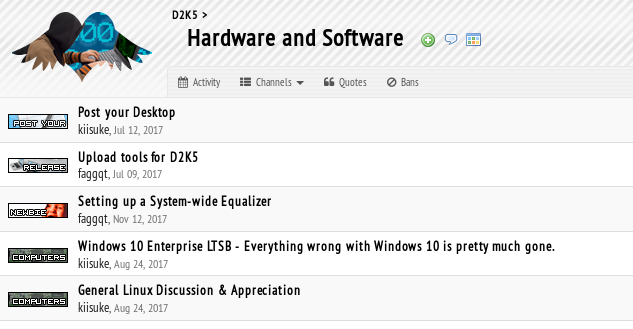 D2K5 >
Hardware and Software
Activity Channels Quotes Bans
POST YOUR
Post your Desktop
kiisuke, Jul 12, 2017
RELEASE
Upload tools for D2K5
faggqt, Jul 09, 2017
NEWBIE
Setting up a System-wide Equalizer
faggqt, Nov 12, 2017
COMPUTERS
Windows 10 Enterprise LTSB - Everything wrong with Windows 10 is pretty much gone.
kiisuke, Aug 24, 2017
COMPUTERS
General Linux Discussion & Appreciation
kiisuke, Aug 24, 2017